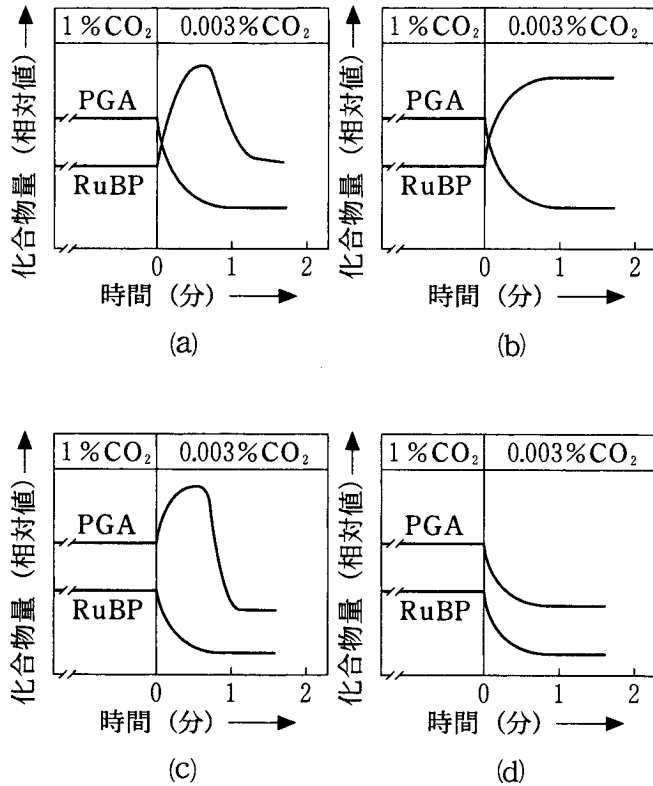 1%CO₂ 0.003%CO₂
化合物量(相対値)
PGA
RuBP
0 1 2
時間(分)
(a)
1%CO₂ 0.003%CO₂
化合物量(相対値)
PGA
RuBP
0 1 2
時間(分)
(b)
1%CO₂ 0.003%CO₂
化合物量(相対値)
PGA
RuBP
0 1 2
時間(分)
(c)
1%CO₂ 0.003%CO₂
化合物量(相対値)
PGA
RuBP
0 1 2
時間(分)
(d)